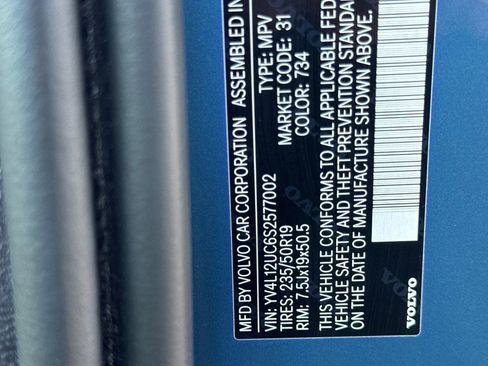 MFG BY VOLVO CAR CORPORATION ASSEMBLED IN
VIN: YV4L12UC6S2577002 TYPE: MPV
TIRES: 235/50R19 MARKET CODE: 31
RIM: 7.5Jx19x50.5 COLOR: 734
THIS VEHICLE CONFORMS TO ALL APPLICABLE FED
VEHICLE SAFETY AND THEFT PREVENTION STANDA
ON THE DATE OF MANUFACTURE SHOWN ABOVE.
VOLVO